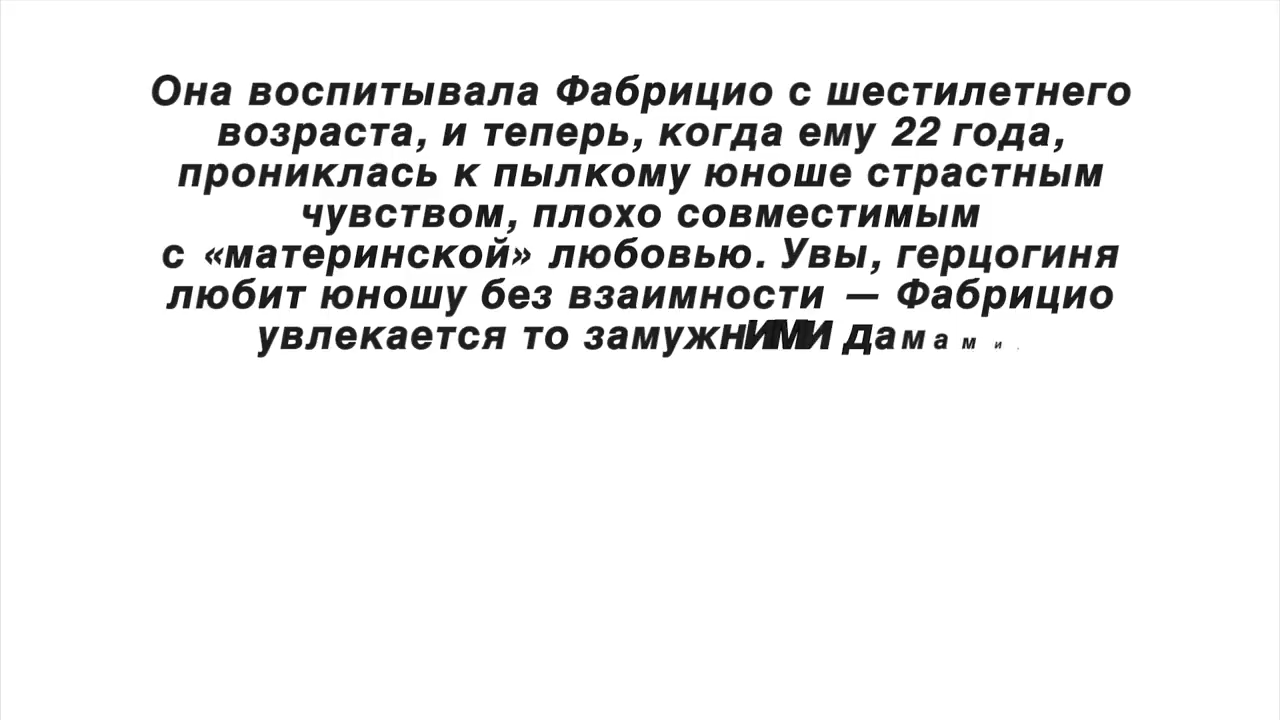 Она воспитывала Фабрицио с шестилетнего
возраста, и теперь, когда ему 22 года,
прониклась к пылкому юноше страстным
чувством, плохо совместимым
с «материнской» любовью. Увы, герцогиня
любит юношу без взаимности — Фабрицио
увлекается то замужними дамами,